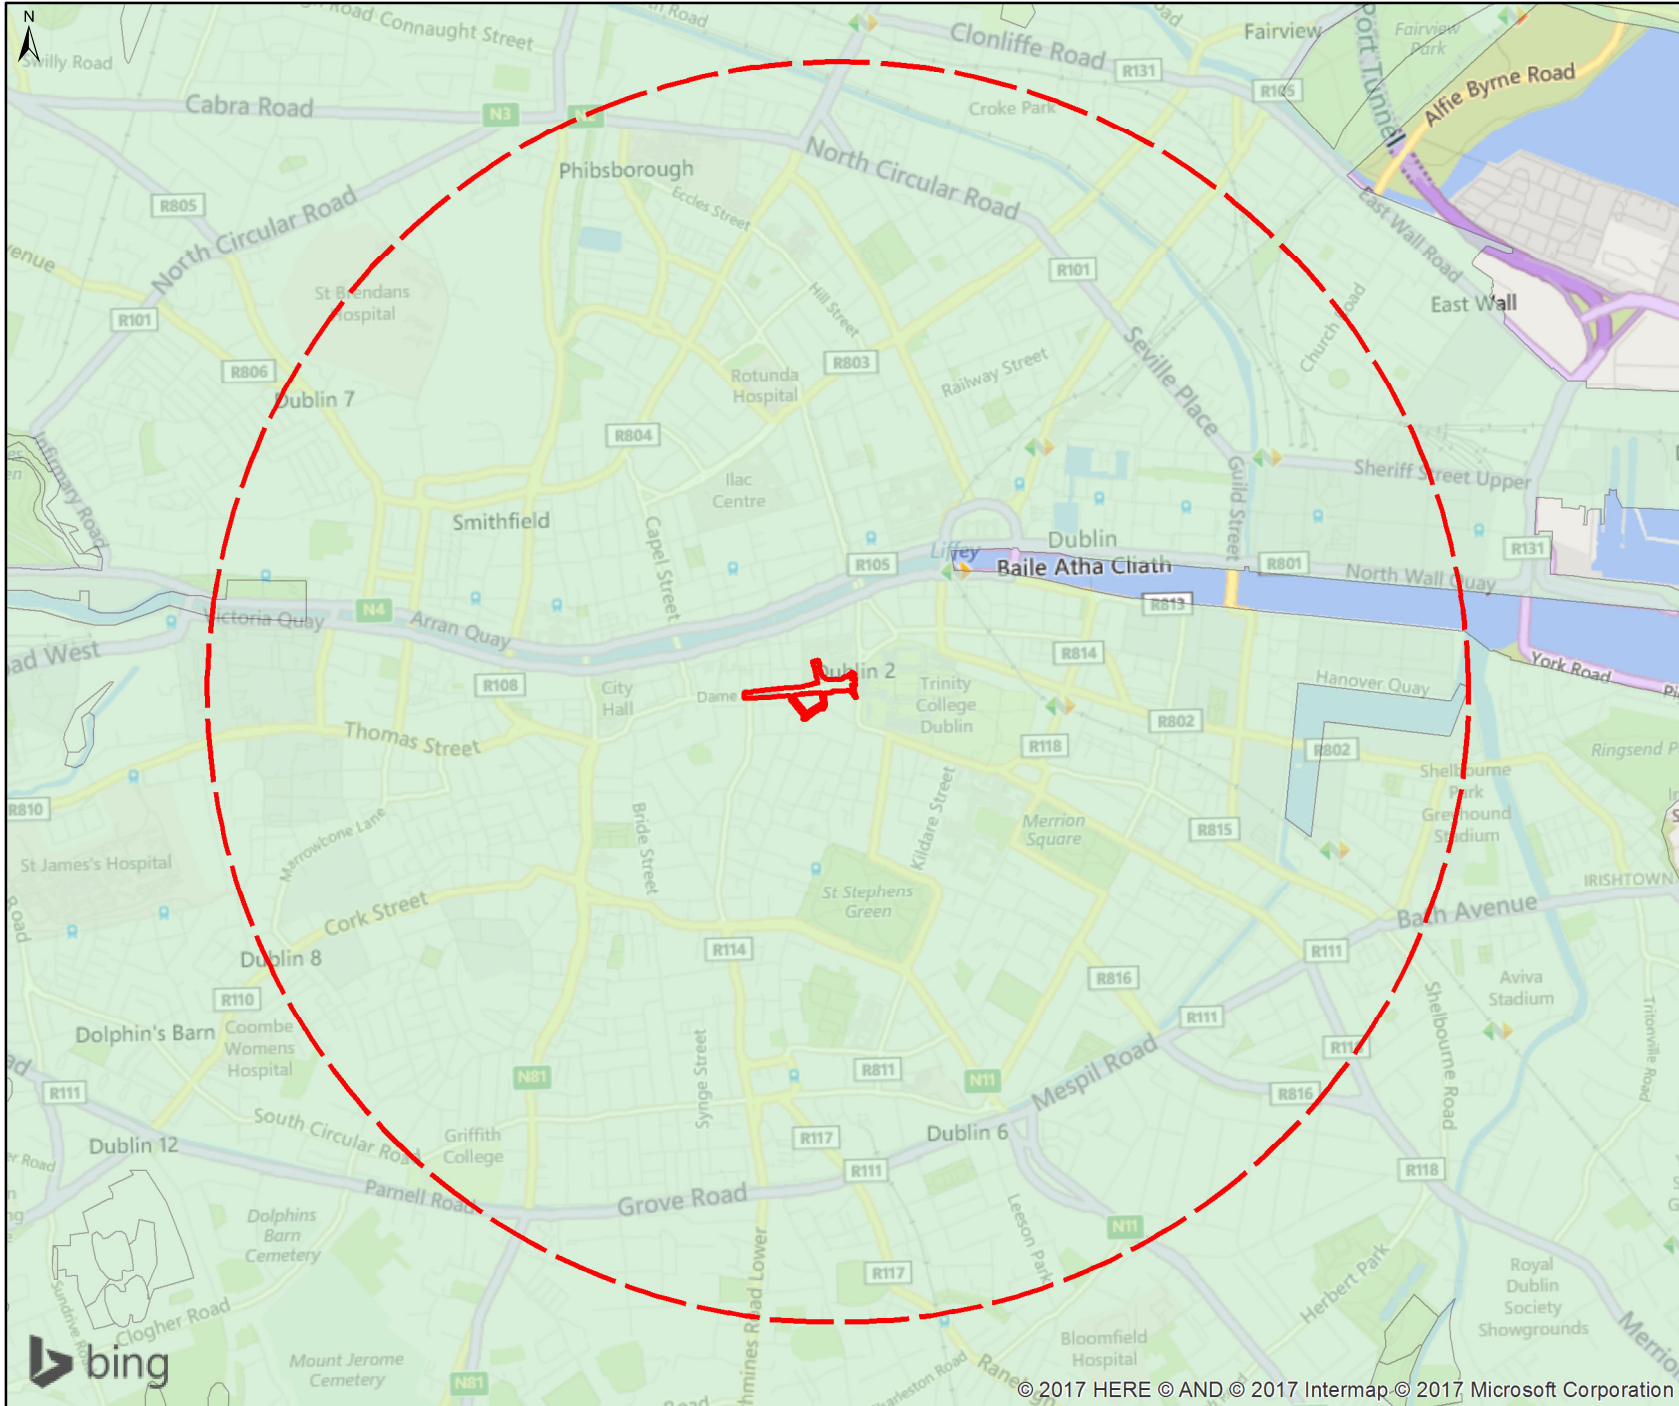 N
Road
Connaught Street
Swilly Road
Clonliffe Road
R131
Fairview
Fairview
Park
Port Tunnel
R105
Alfie Byrne Road
Cabra Road
N3
Croke Park
North Circular Road
Phibsborough
Eccles Street
R805
North Circular Road
East Wall Road
R101
St Brendans
Hospital
Hill Street
R101
East Wall
Church Road
Seville Place
R806
R803
Railway Street
Rotunda
Hospital
Dublin 7
R804
Infirmary Road
Guild Street
Sheriff Street Upper
Ilac
Centre
Smithfield
Capel Street
Liffey
Dublin
Baile Atha Cliath
R105
R801
R131
North Wall Quay
Victoria Quay
N4
Arran Quay
R813
R814
York Road
Dublin 2
Hanover Quay
R108
City
Hall
Dame
Trinity
College
Dublin
R802
R118
R802
Thomas Street
Ringsend P
Shelbourne
Park
Greyhound
Stadium
R810
Marrowbone Lane
Bride Street
Kildare Street
Merrion
Square
R815
St James's Hospital
St Stephens
Green
IRISHTOWN
Road
Cork Street
Bath Avenue
R114
R111
Dublin 8
R816
Aviva
Stadium
R110
Shelbourne Road
Tritonville Road
R111
Dolphin's Barn
Coombe
Womens
Hospital
Synge Street
Mespil Road
R811
N81
N11
R111
R816
South Circular Road
Griffith
College
R117
Dublin 6
Dublin 12
R111
R118
Parnell Road
Grove Road
Leeson Park
N11
Dolphins
Barn
Cemetery
Herbert Park
R117
Royal
Dublin
Society
Showgrounds
Clogher Road
bing
Mount Jerome
Cemetery
N81
Bloomfield
Hospital
© 2017 HERE © AND © 2017 Intermap © 2017 Microsoft Corporation